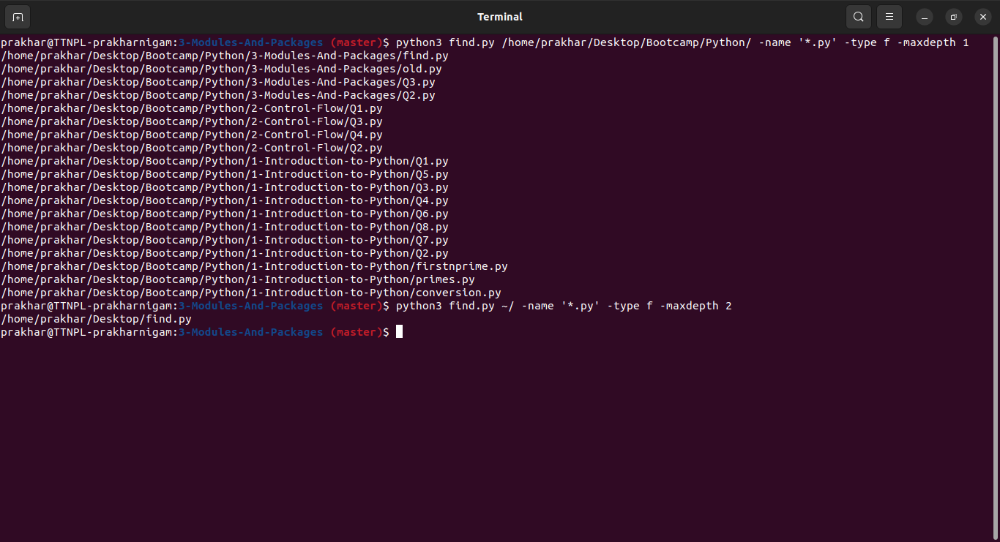 Terminal
prakhar@TTNPL-prakharnigam:3-Modules-And-Packages (master)$ python3 find.py /home/prakhar/Desktop/Bootcamp/Python/ -name '*.py' -type f -maxdepth 1
/home/prakhar/Desktop/Bootcamp/Python/3-Modules-And-Packages/find.py
/home/prakhar/Desktop/Bootcamp/Python/3-Modules-And-Packages/old.py
/home/prakhar/Desktop/Bootcamp/Python/3-Modules-And-Packages/Q3.py
/home/prakhar/Desktop/Bootcamp/Python/3-Modules-And-Packages/Q2.py
/home/prakhar/Desktop/Bootcamp/Python/2-Control-Flow/Q1.py
/home/prakhar/Desktop/Bootcamp/Python/2-Control-Flow/Q3.py
/home/prakhar/Desktop/Bootcamp/Python/2-Control-Flow/Q4.py
/home/prakhar/Desktop/Bootcamp/Python/2-Control-Flow/Q2.py
/home/prakhar/Desktop/Bootcamp/Python/1-Introduction-to-Python/Q1.py
/home/prakhar/Desktop/Bootcamp/Python/1-Introduction-to-Python/Q5.py
/home/prakhar/Desktop/Bootcamp/Python/1-Introduction-to-Python/Q3.py
/home/prakhar/Desktop/Bootcamp/Python/1-Introduction-to-Python/Q4.py
/home/prakhar/Desktop/Bootcamp/Python/1-Introduction-to-Python/Q6.py
/home/prakhar/Desktop/Bootcamp/Python/1-Introduction-to-Python/Q8.py
/home/prakhar/Desktop/Bootcamp/Python/1-Introduction-to-Python/Q7.py
/home/prakhar/Desktop/Bootcamp/Python/1-Introduction-to-Python/Q2.py
/home/prakhar/Desktop/Bootcamp/Python/1-Introduction-to-Python/firstnprime.py
/home/prakhar/Desktop/Bootcamp/Python/1-Introduction-to-Python/primes.py
/home/prakhar/Desktop/Bootcamp/Python/1-Introduction-to-Python/conversion.py
prakhar@TTNPL-prakharnigam:3-Modules-And-Packages (master)$ python3 find.py ~/ -name '*.py' -type f -maxdepth 2
/home/prakhar/Desktop/find.py
prakhar@TTNPL-prakharnigam:3-Modules-And-Packages (master)$